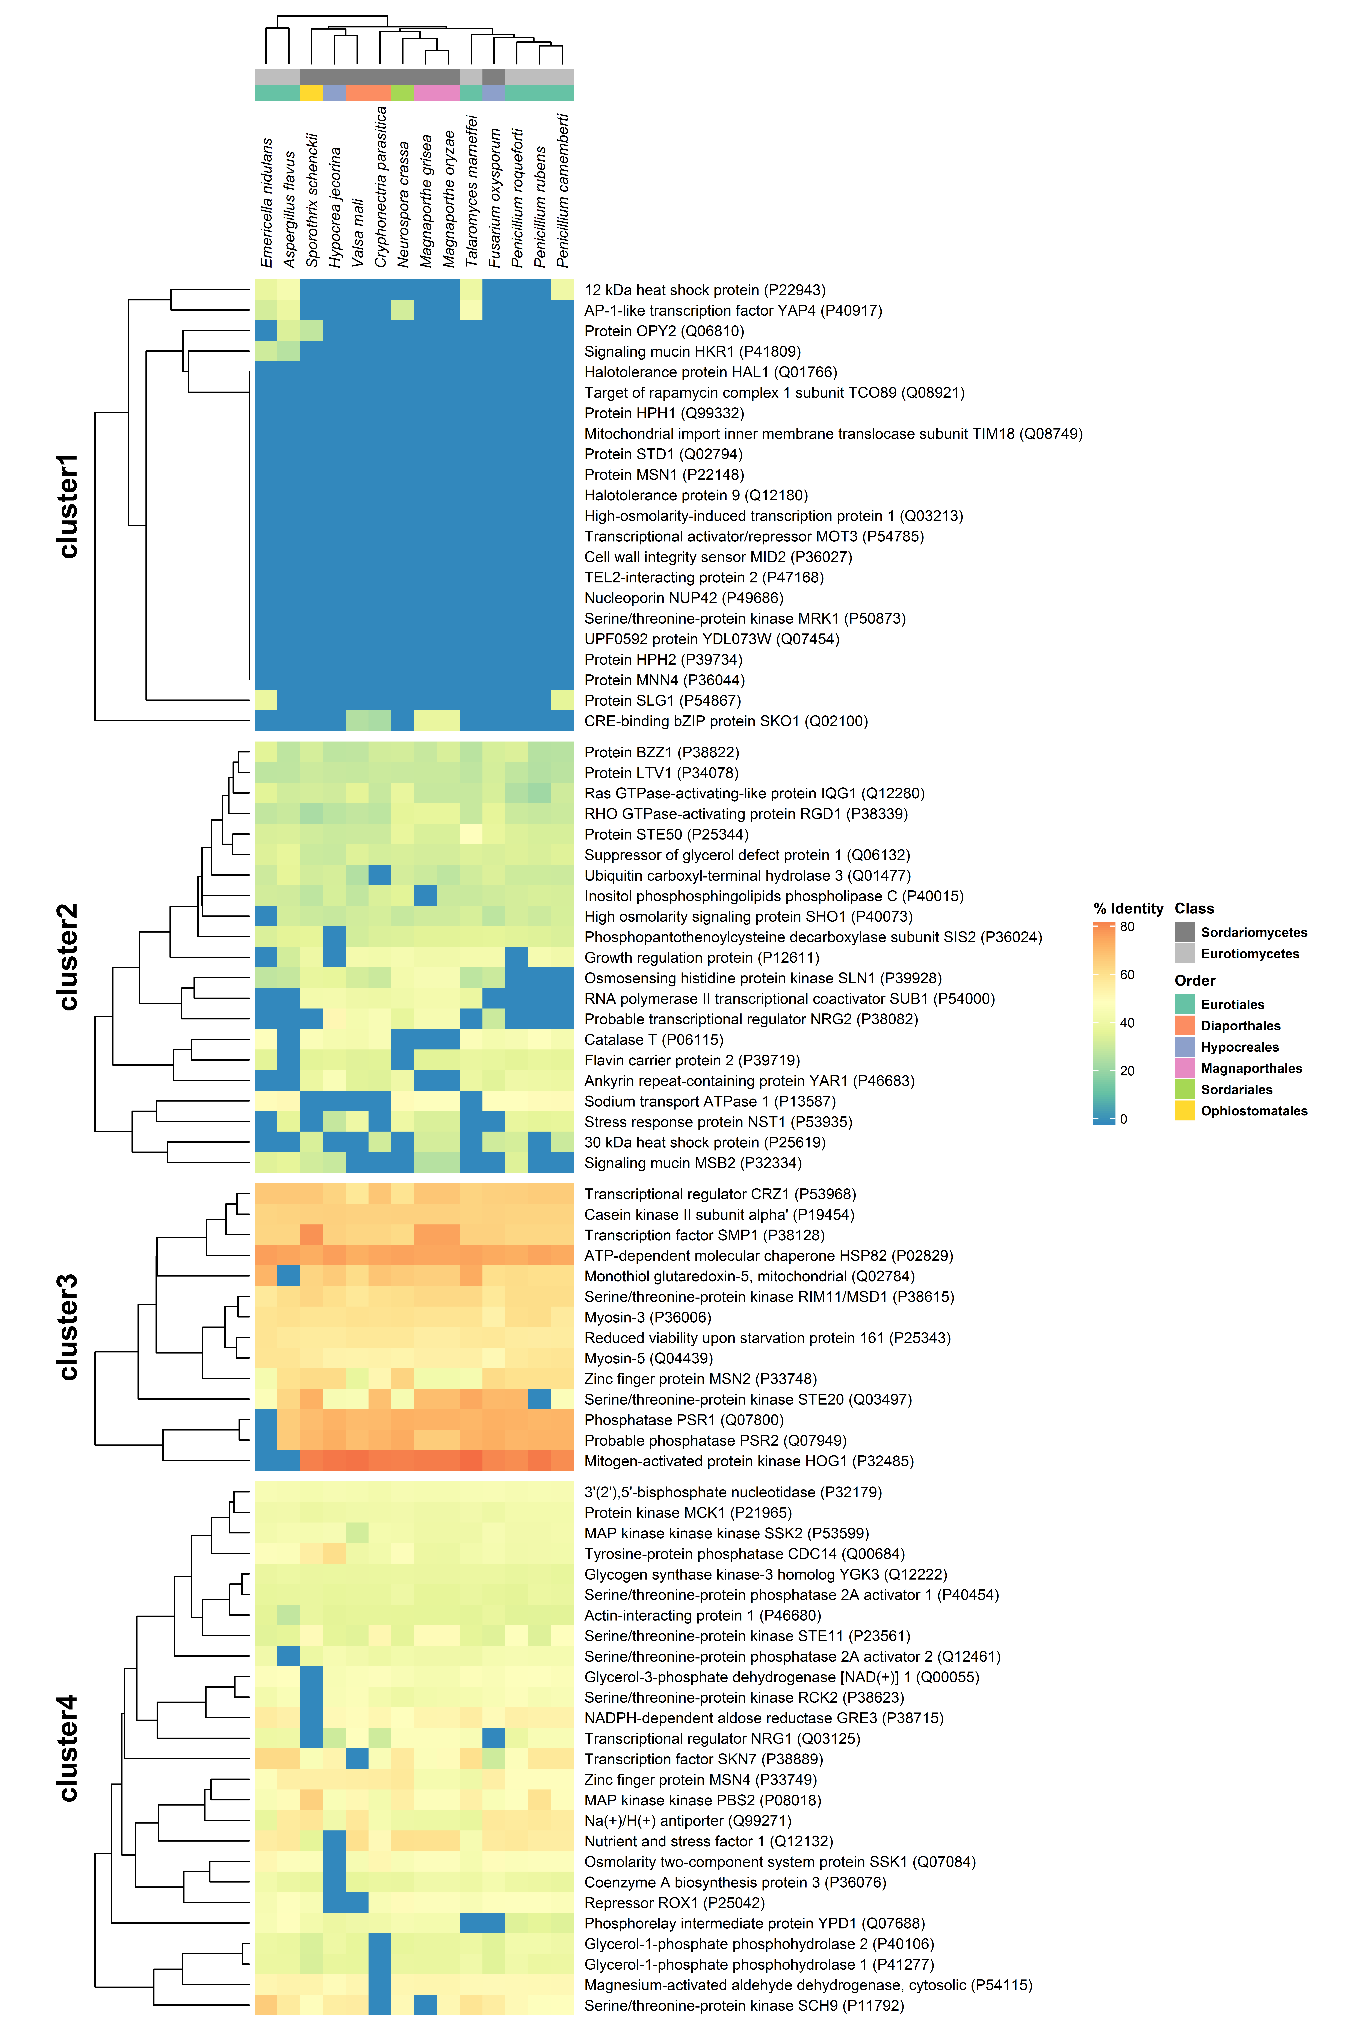 Emericella nidulans
Aspergillus flavus
Sporothrix schenckii
Hypocrea jecorina
Valsa mali
Cryphonectria parasitica
Neurospora crassa
Magnaporthe grisea
Magnaporthe oryzae
Talaromyces marneffei
Fusarium oxysporum
Penicillium roqueforti
Penicillium rubens
Penicillium camemberti
cluster1
12 kDa heat shock protein (P22943)
AP-1-like transcription factor YAP4 (P40917)
Protein OPY2 (Q06810)
Signaling mucin HKR1 (P41809)
Halotolerance protein HAL1 (Q01766)
Target of rapamycin complex 1 subunit TCO89 (Q08921)
Protein HPH1 (Q99332)
Mitochondrial import inner membrane translocase subunit TIM18 (Q08749)
Protein STD1 (Q02794)
Protein MSN1 (P22148)
Halotolerance protein 9 (Q12180)
High-osmolarity-induced transcription protein 1 (Q03213)
Transcriptional activator/repressor MOT3 (P54785)
Cell wall integrity sensor MID2 (P36027)
TEL2-interacting protein 2 (P47168)
Nucleoporin NUP42 (P49686)
Serine/threonine-protein kinase MRK1 (P50873)
UPF0592 protein YDL073W (Q07454)
Protein HPH2 (P39734)
Protein MNN4 (P36044)
Protein SLG1 (P54867)
CRE-binding bZIP protein SKO1 (Q02100)
cluster2
Protein BZZ1 (P38822)
Protein LTV1 (P34078)
Ras GTPase-activating-like protein IQG1 (Q12280)
RHO GTPase-activating protein RGD1 (P38339)
Protein STE50 (P25344)
Suppressor of glycerol defect protein 1 (Q06132)
Ubiquitin carboxyl-terminal hydrolase 3 (Q01477)
Inositol phosphosphingolipids phospholipase C (P40015)
High osmolarity signaling protein SHO1 (P40073)
Phosphopantothenoylcysteine decarboxylase subunit SIS2 (P36024)
Growth regulation protein (P12611)
Osmosensing histidine protein kinase SLN1 (P39928)
RNA polymerase II transcriptional coactivator SUB1 (P54000)
Probable transcriptional regulator NRG2 (P38082)
Catalase T (P06115)
Flavin carrier protein 2 (P39719)
Ankyrin repeat-containing protein YAR1 (P46683)
Sodium transport ATPase 1 (P13587)
Stress response protein NST1 (P53935)
30 kDa heat shock protein (P25619)
Signaling mucin MSB2 (P32334)
% Identity
80
60
40
20
0
Class
Sordariomycetes
Eurotiomycetes
Order
Eurotiales
Diaporthales
Hypocreales
Magnaporthales
Sordariales
Ophiostomatales
cluster3
Transcriptional regulator CRZ1 (P53968)
Casein kinase II subunit alpha' (P19454)
Transcription factor SMP1 (P38128)
ATP-dependent molecular chaperone HSP82 (P02829)
Monothiol glutaredoxin-5, mitochondrial (Q02784)
Serine/threonine-protein kinase RIM11/MSD1 (P38615)
Myosin-3 (P36006)
Reduced viability upon starvation protein 161 (P25343)
Myosin-5 (Q04439)
Zinc finger protein MSN2 (P33748)
Serine/threonine-protein kinase STE20 (Q03497)
Phosphatase PSR1 (Q07800)
Probable phosphatase PSR2 (Q07949)
Mitogen-activated protein kinase HOG1 (P32485)
cluster4
3'(2'),5'-bisphosphate nucleotidase (P32179)
Protein kinase MCK1 (P21965)
MAP kinase kinase kinase SSK2 (P53599)
Tyrosine-protein phosphatase CDC14 (Q00684)
Glycogen synthase kinase-3 homolog YGK3 (Q12222)
Serine/threonine-protein phosphatase 2A activator 1 (P40454)
Actin-interacting protein 1 (P46680)
Serine/threonine-protein kinase STE11 (P23561)
Serine/threonine-protein phosphatase 2A activator 2 (Q12461)
Glycerol-3-phosphate dehydrogenase [NAD(+)] 1 (Q00055)
Serine/threonine-protein kinase RCK2 (P38623)
NADPH-dependent aldose reductase GRE3 (P38715)
Transcriptional regulator NRG1 (Q03125)
Transcription factor SKN7 (P38889)
Zinc finger protein MSN4 (P33749)
MAP kinase kinase PBS2 (P08018)
Na(+)/H(+) antiporter (Q99271)
Nutrient and stress factor 1 (Q12132)
Osmolarity two-component system protein SSK1 (Q07084)
Coenzyme A biosynthesis protein 3 (P36076)
Repressor ROX1 (P25042)
Phosphorelay intermediate protein YPD1 (Q07688)
Glycerol-1-phosphate phosphohydrolase 2 (P40106)
Glycerol-1-phosphate phosphohydrolase 1 (P41277)
Magnesium-activated aldehyde dehydrogenase, cytosolic (P54115)
Serine/threonine-protein kinase SCH9 (P11792)